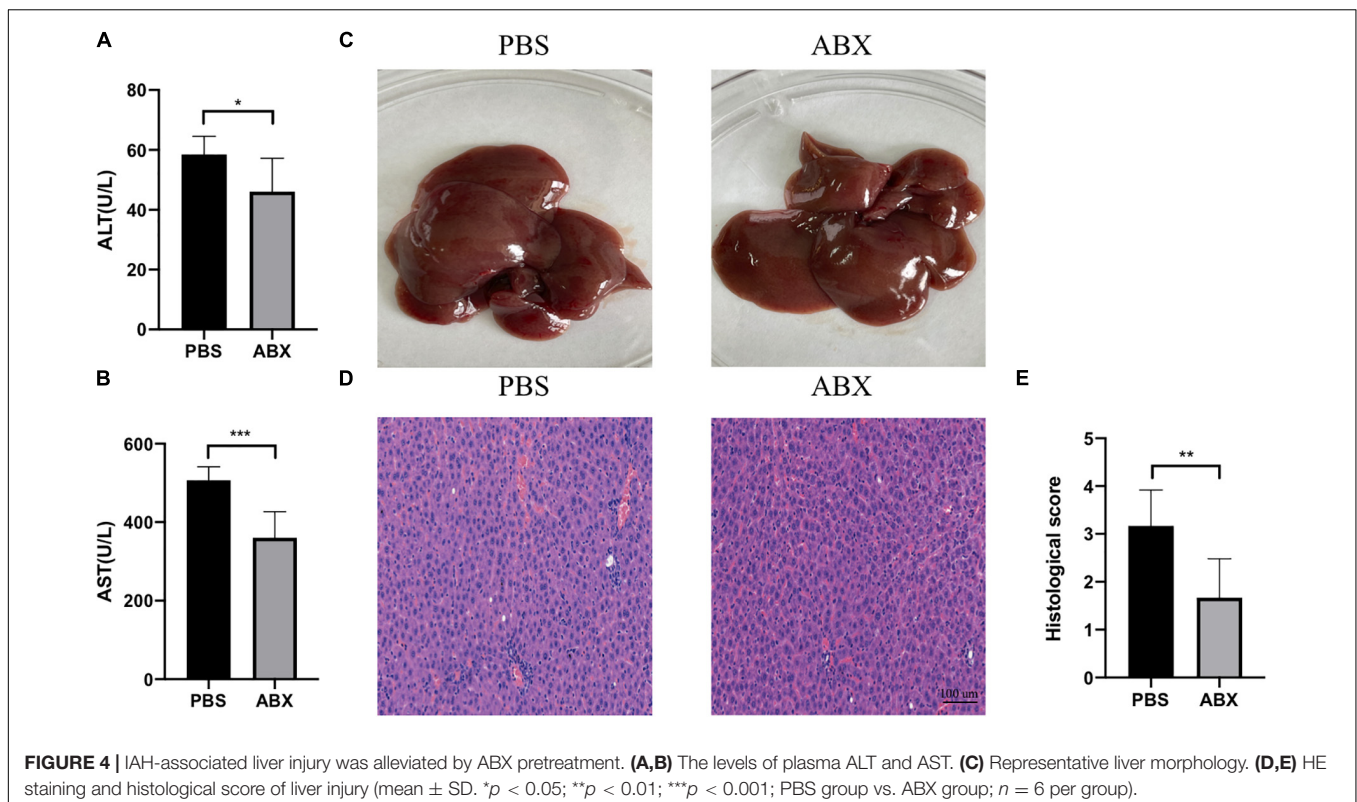 A
C
PBS
ABX
80
60
40
20
0
ALT(U/L)
*
PBS
ABX
B
D
PBS
ABX
E
600
400
200
0
AST(U/L)
***
PBS
ABX
100 um
5
4
3
2
1
0
Histological score
**
PBS
ABX
FIGURE 4 | IAH-associated liver injury was alleviated by ABX pretreatment. (A,B) The levels of plasma ALT and AST. (C) Representative liver morphology. (D,E) HE
staining and histological score of liver injury (mean ± SD. *p < 0.05; **p < 0.01; ***p < 0.001; PBS group vs. ABX group; n = 6 per group).